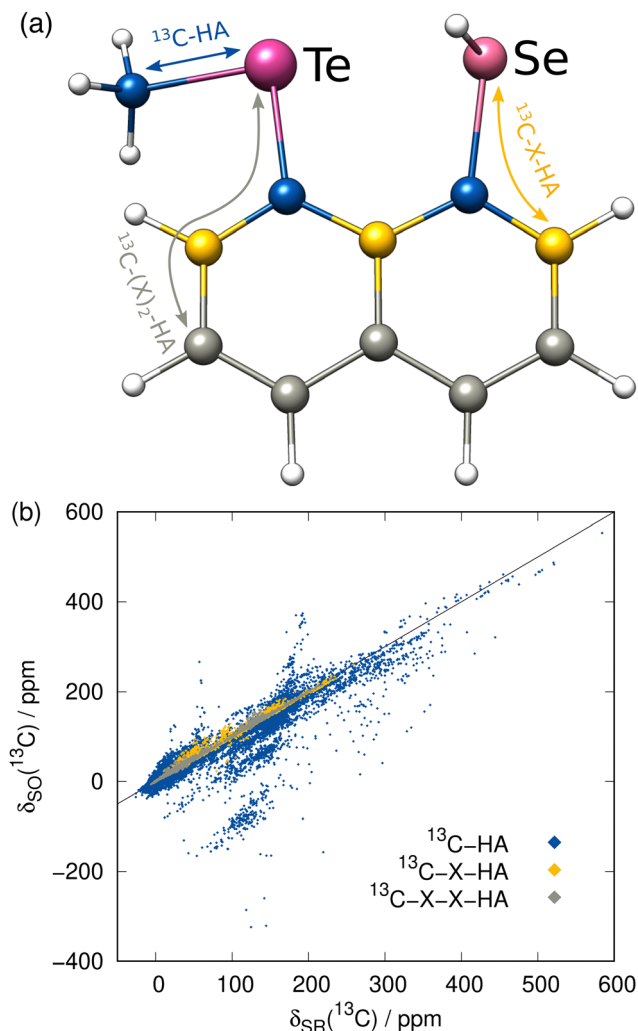 (a)
¹³C-HA
Te
Se
¹³C-X-HA
¹³C-(X)₂-HA
(b)
600
400
200
0
−200
−400
δSO(¹³C) / ppm
¹³C−HA
¹³C−X−HA
¹³C−X−X−HA
0 100 200 300 400 500 600
δSR(¹³C) / ppm